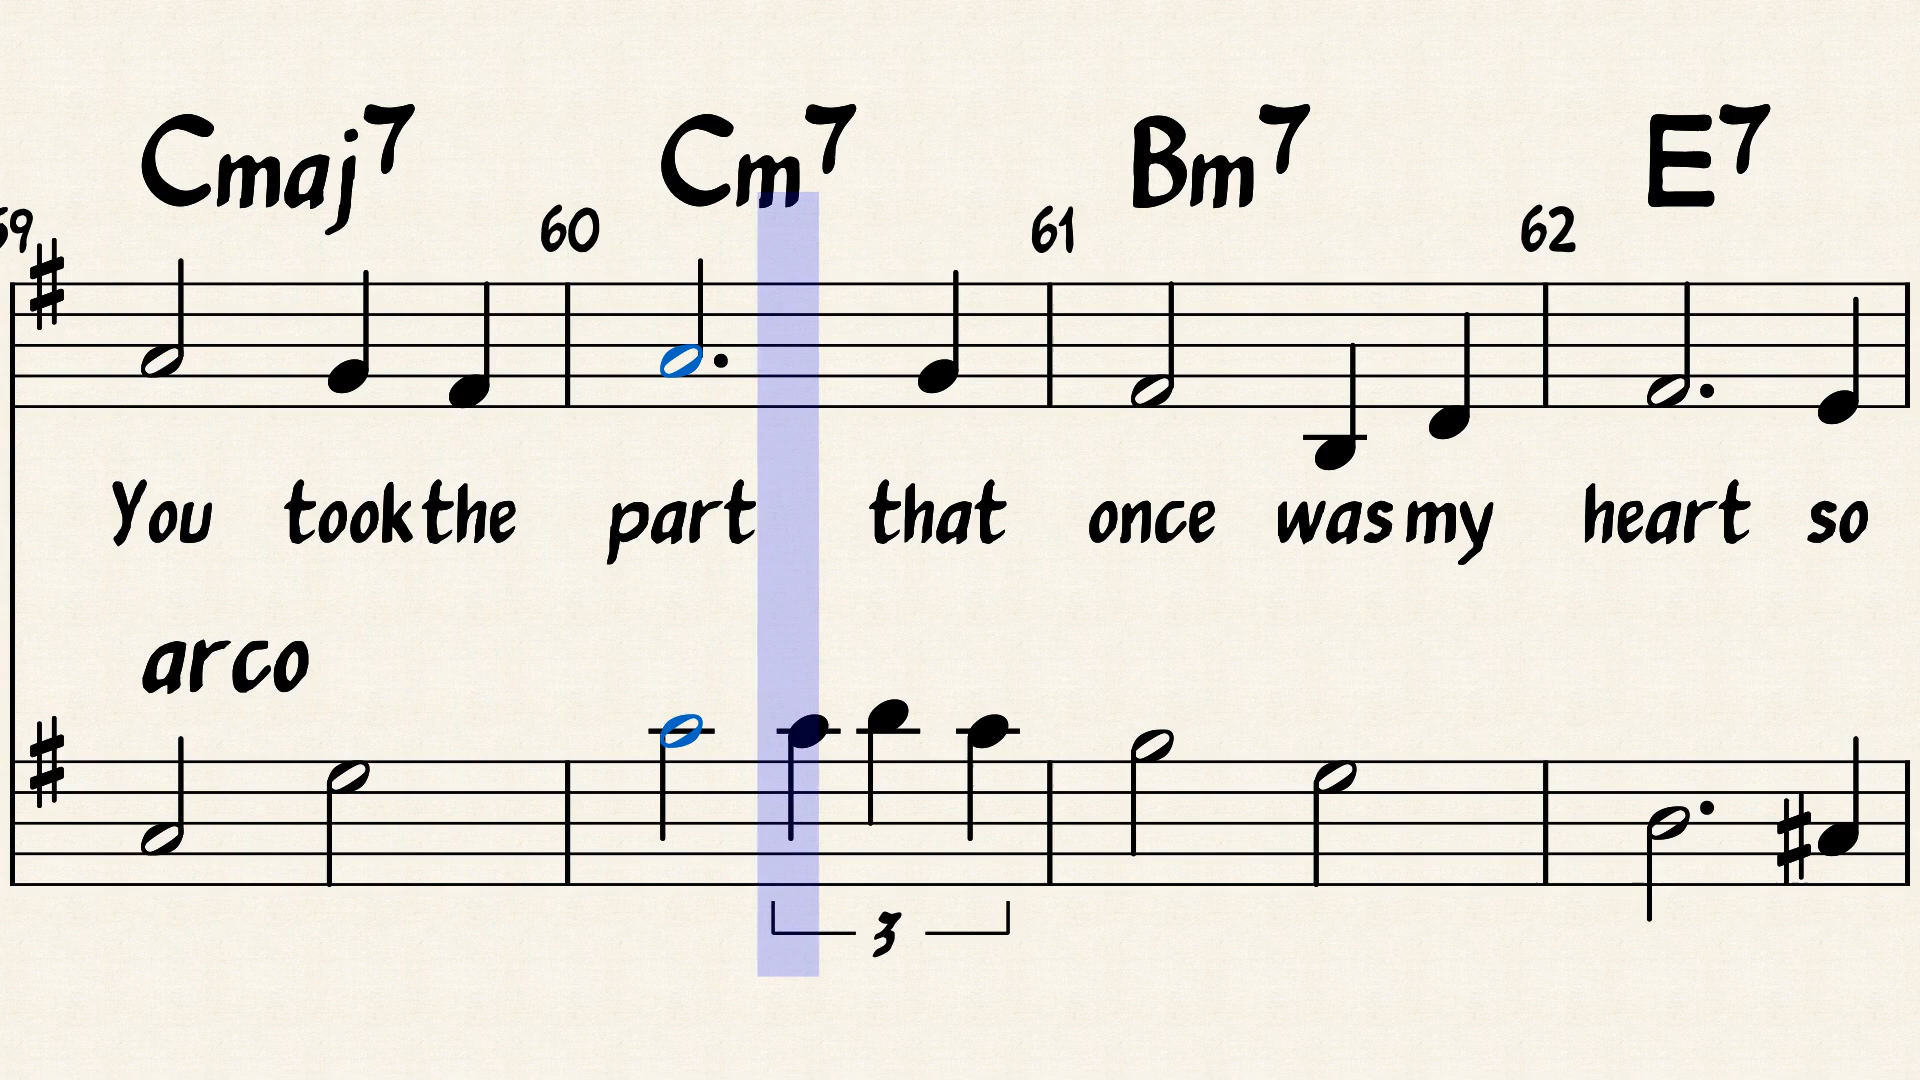 Cmaj7 Cm7 Bm7 E7
59 60 61 62
You took the part that once was my heart so
arco
3